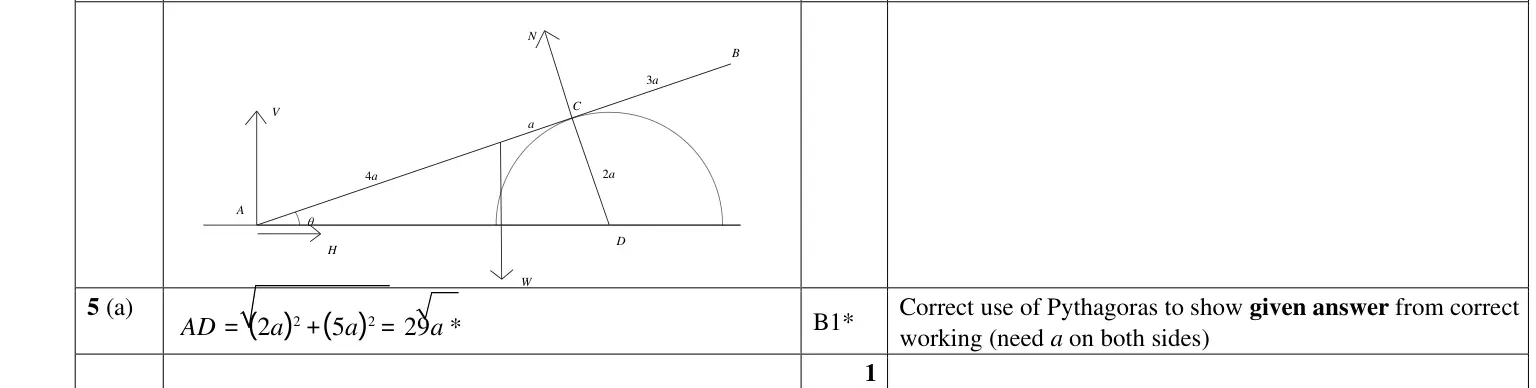 N
B
3a
V
C
a
4a
2a
A
θ
D
H
W
5 (a)
AD = √(2a)² + (5a)² = √29a *
B1*
Correct use of Pythagoras to show given answer from correct
working (need a on both sides)
1